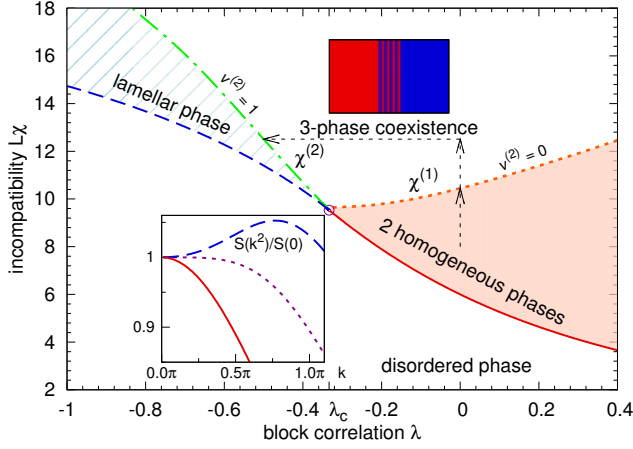 18
16
14
12
10
8
6
4
2
incompatibility Lχ
lamellar phase
v(2)=1
3-phase coexistence
χ(2)
χ(1)
v(2)=0
2 homogeneous phases
disordered phase
S(k²)/S(0)
1
0.9
0.0π 0.5π 1.0π k
-1 -0.8 -0.6 -0.4 λc -0.2 0 0.2 0.4
block correlation λ